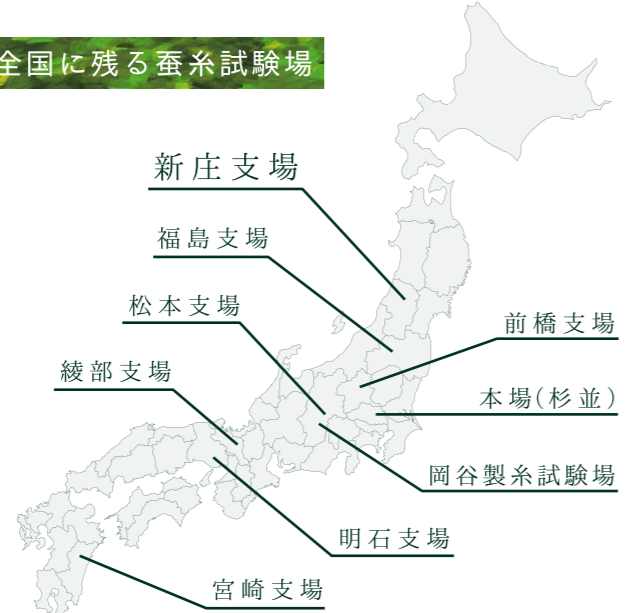 全国に残る蚕糸試験場
新庄支場
福島支場
松本支場
前橋支場
綾部支場
本場(杉並)
岡谷製糸試験場
明石支場
宮崎支場